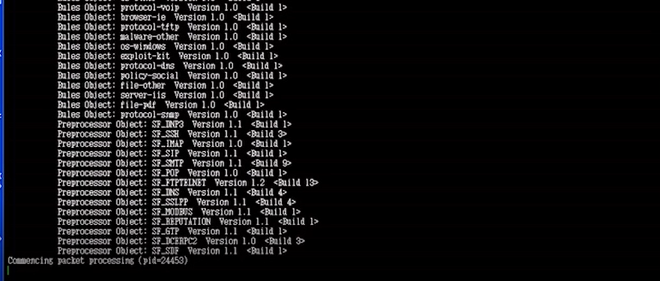 Rules Object: protocol-voip Version 1.0 <Build 1>
Rules Object: browser-ie Version 1.0 <Build 1>
Rules Object: protocol-tftp Version 1.0 <Build 1>
Rules Object: malware-other Version 1.0 <Build 1>
Rules Object: os-windows Version 1.0 <Build 1>
Rules Object: exploit-kit Version 1.0 <Build 1>
Rules Object: protocol-dns Version 1.0 <Build 1>
Rules Object: policy-social Version 1.0 <Build 1>
Rules Object: file-other Version 1.0 <Build 1>
Rules Object: server-iis Version 1.0 <Build 1>
Rules Object: file-pdf Version 1.0 <Build 1>
Rules Object: protocol-snmp Version 1.0 <Build 1>
Preprocessor Object: SF_DNP3 Version 1.1 <Build 1>
Preprocessor Object: SF_SSH Version 1.1 <Build 3>
Preprocessor Object: SF_IMAP Version 1.0 <Build 1>
Preprocessor Object: SF_SIP Version 1.1 <Build 1>
Preprocessor Object: SF_SMTP Version 1.1 <Build 9>
Preprocessor Object: SF_POP Version 1.0 <Build 1>
Preprocessor Object: SF_FTPTELNET Version 1.2 <Build 13>
Preprocessor Object: SF_DNS Version 1.1 <Build 4>
Preprocessor Object: SF_SSLPP Version 1.1 <Build 4>
Preprocessor Object: SF_MODBUS Version 1.1 <Build 1>
Preprocessor Object: SF_REPUTATION Version 1.1 <Build 1>
Preprocessor Object: SF_GTP Version 1.1 <Build 1>
Preprocessor Object: SF_DCERPC2 Version 1.0 <Build 3>
Preprocessor Object: SF_SDF Version 1.1 <Build 1>
Commencing packet processing (pid=24453)